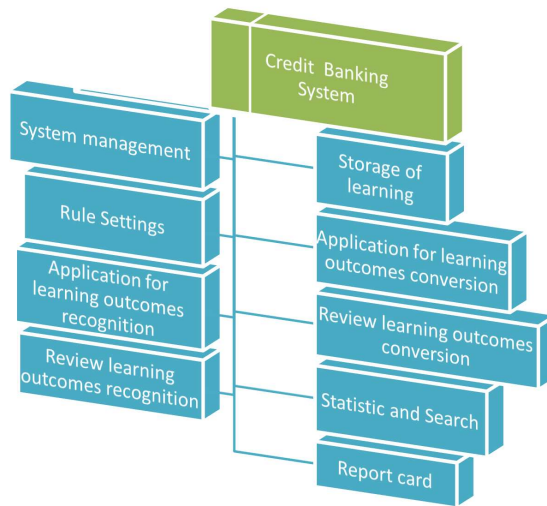 Credit Banking
System
System management
Rule Settings
Application for
learning outcomes
recognition
Review learning
outcomes recognition
Storage of
learning
Application for learning
outcomes conversion
Review learning outcomes
conversion
Statistic and Search
Report card